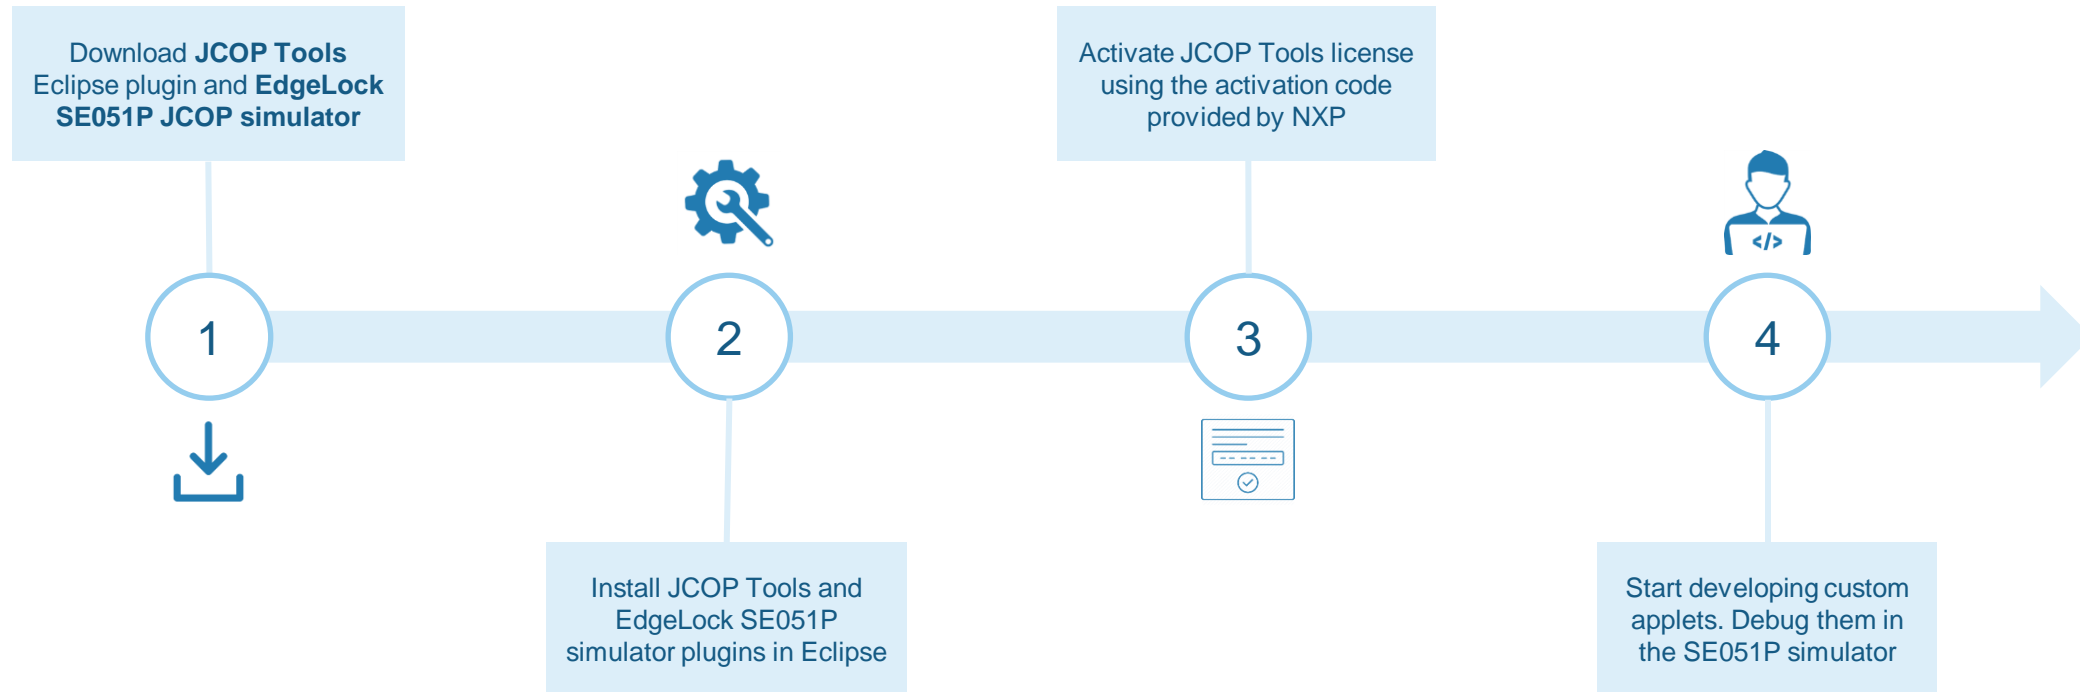 Download JCOP Tools
Eclipse plugin and EdgeLock
SE051P JCOP simulator
1
2
Install JCOP Tools and
EdgeLock SE051P
simulator plugins in Eclipse
Activate JCOP Tools license
using the activation code
provided by NXP
3
</>
4
Start developing custom
applets. Debug them in
the SE051P simulator